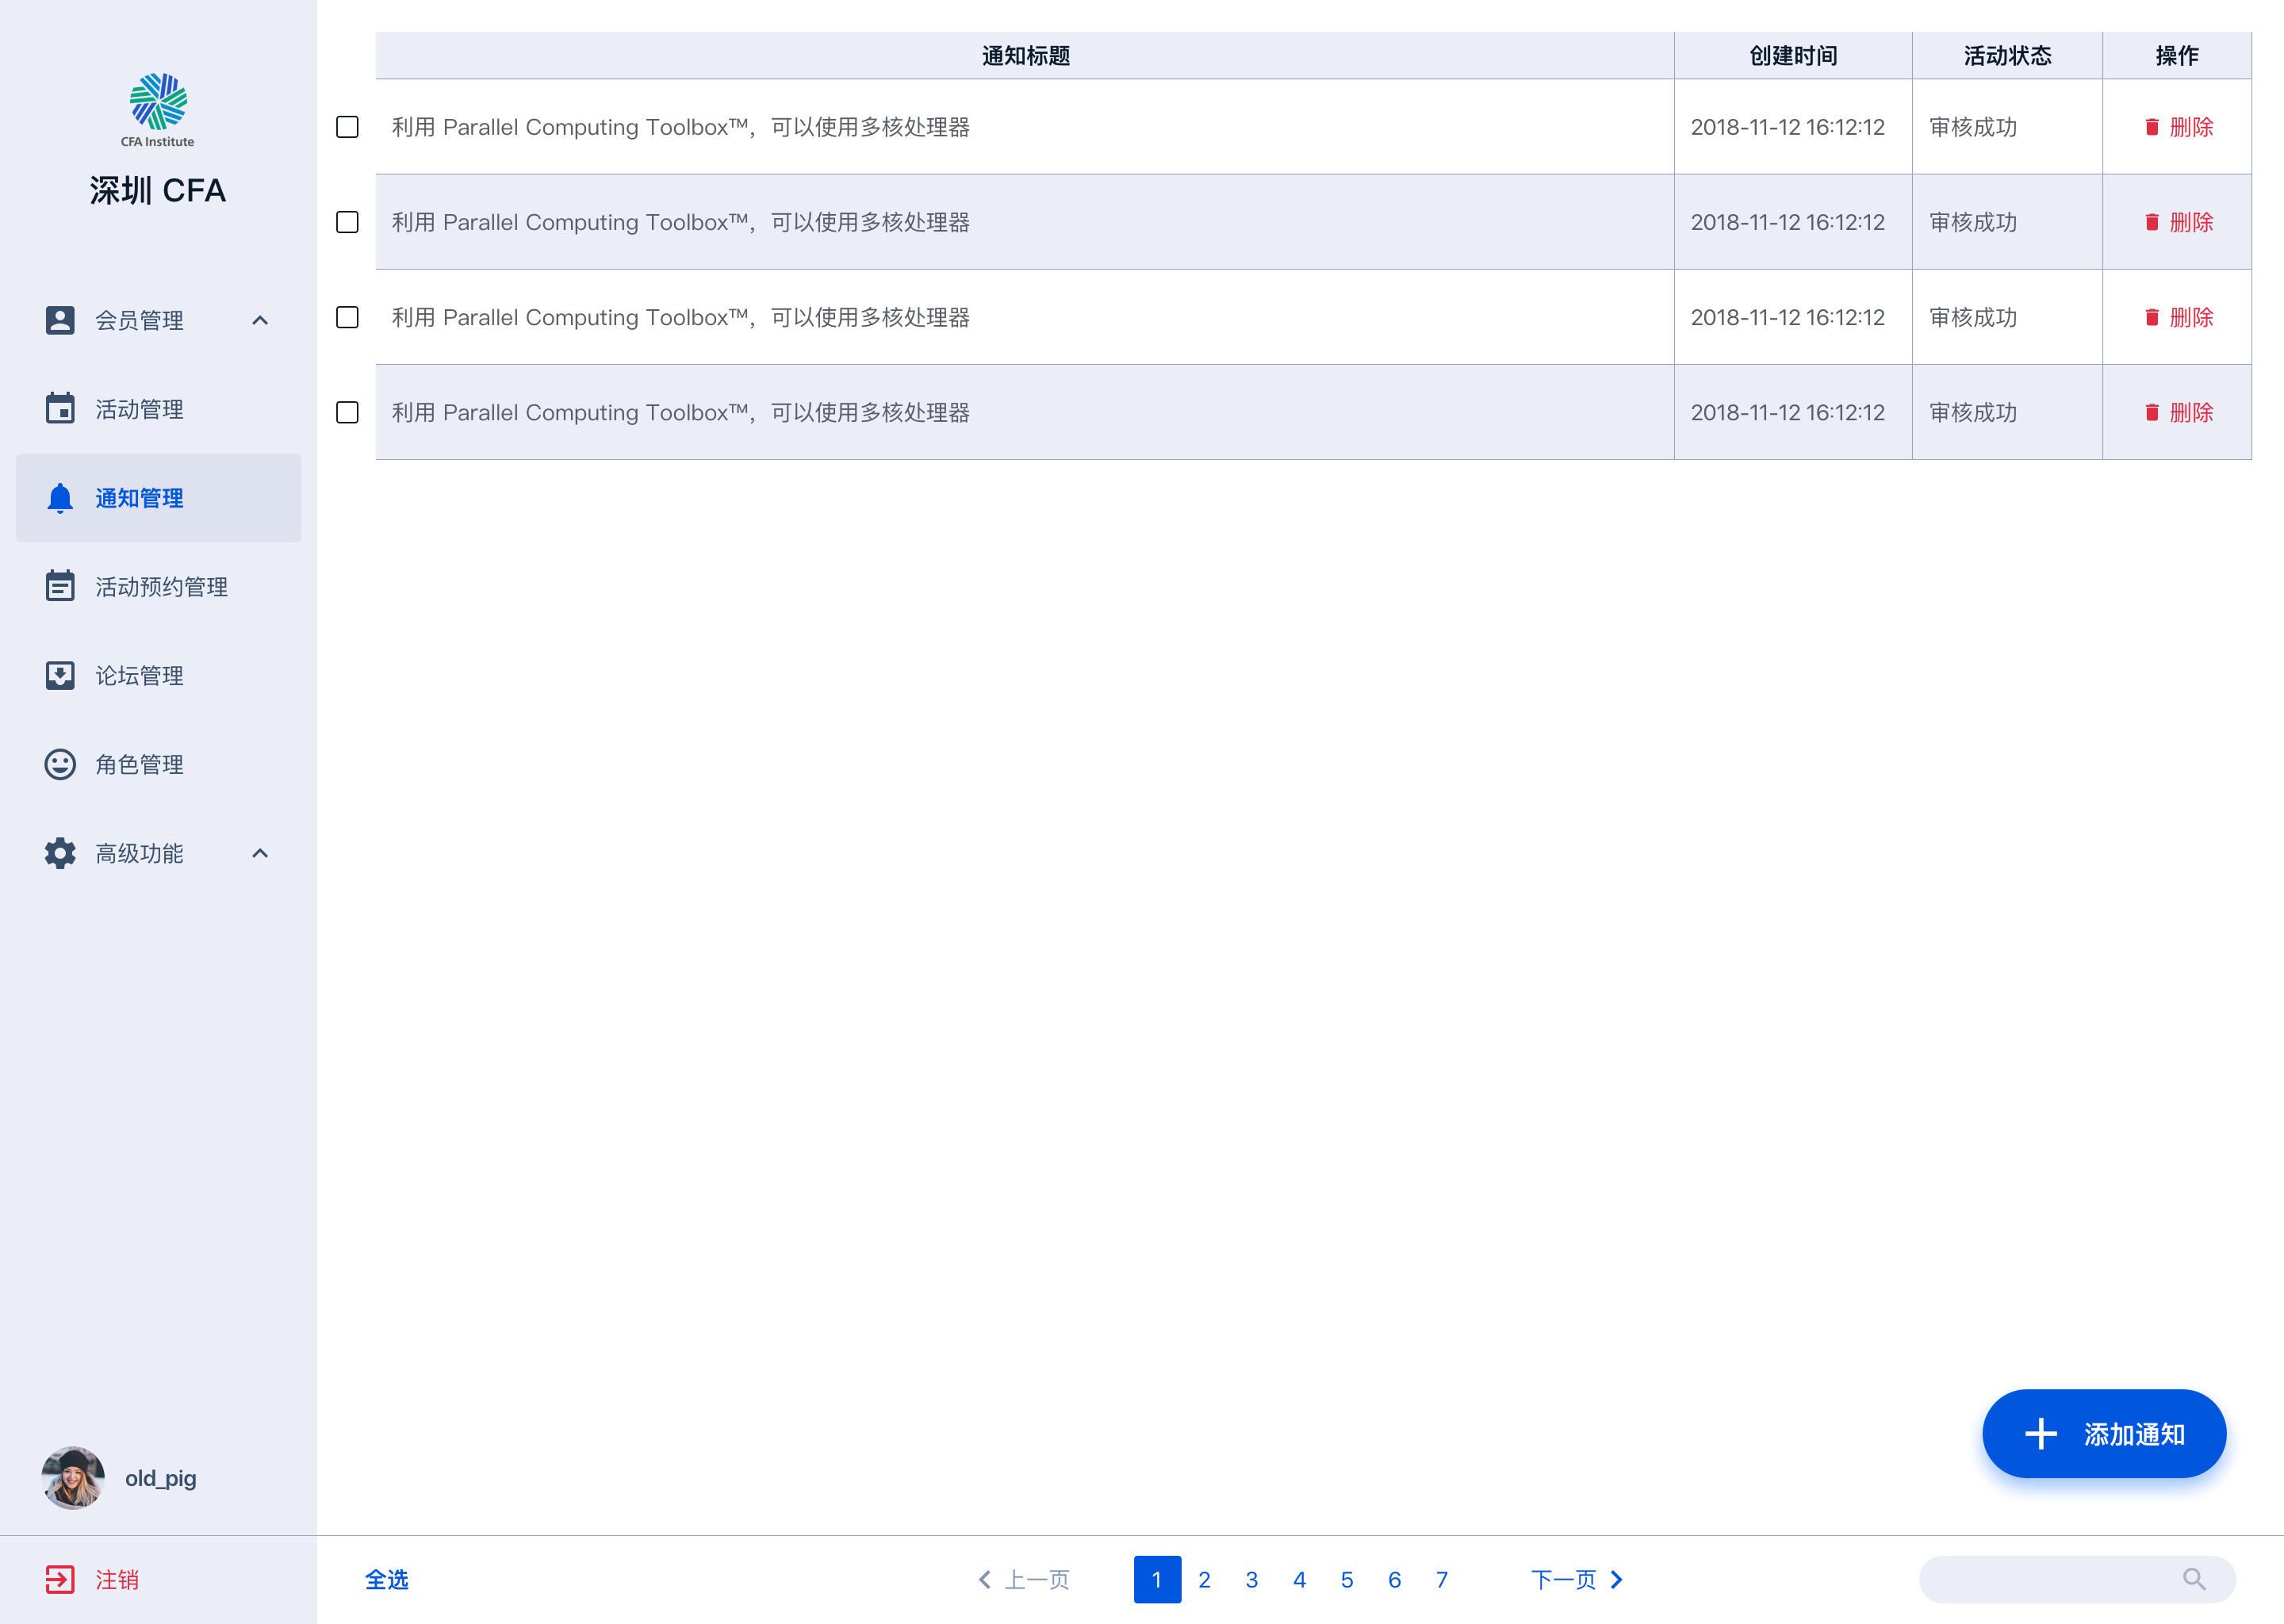 CFA Institute
深圳 CFA
会员管理
活动管理
通知管理
活动预约管理
论坛管理
角色管理
高级功能
old_pig
注销
通知标题 创建时间 活动状态 操作
利用 Parallel Computing Toolbox™，可以使用多核处理器 2018-11-12 16:12:12 审核成功 删除
利用 Parallel Computing Toolbox™，可以使用多核处理器 2018-11-12 16:12:12 审核成功 删除
利用 Parallel Computing Toolbox™，可以使用多核处理器 2018-11-12 16:12:12 审核成功 删除
利用 Parallel Computing Toolbox™，可以使用多核处理器 2018-11-12 16:12:12 审核成功 删除
添加通知
全选 上一页 1 2 3 4 5 6 7 下一页